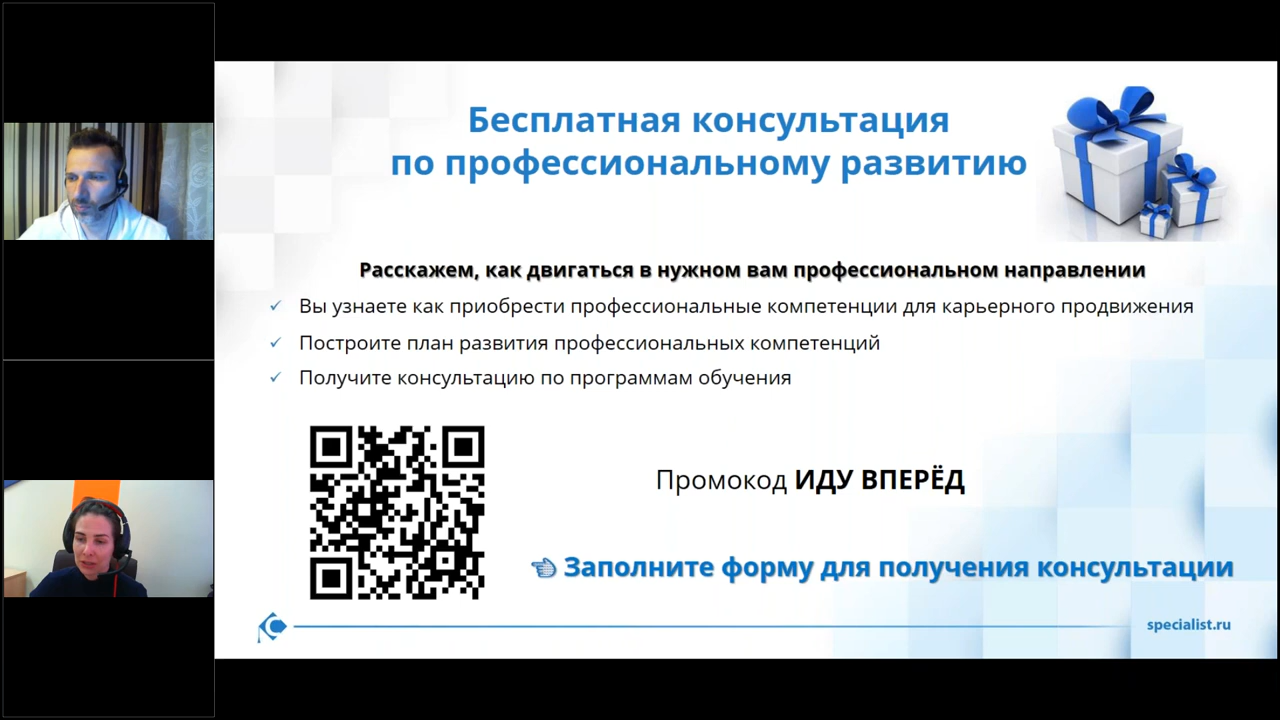 Бесплатная консультация
по профессиональному развитию
Расскажем, как двигаться в нужном вам профессиональном направлении
Вы узнаете как приобрести профессиональные компетенции для карьерного продвижения
Построите план развития профессиональных компетенций
Получите консультацию по программам обучения
Промокод ИДУ ВПЕРЁД
Заполните форму для получения консультации
specialist.ru